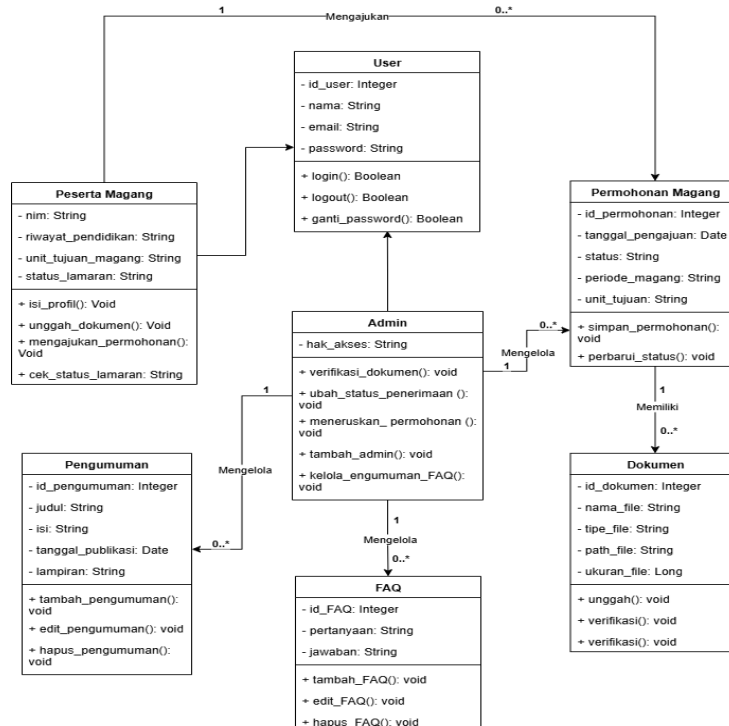 1
Mengajukan
0..*
User
- id_user: Integer
- nama: String
- email: String
- password: String
+ login(): Boolean
+ logout(): Boolean
+ ganti_password(): Boolean
Peserta Magang
- nim: String
- riwayat_pendidikan: String
- unit_tujuan_magang: String
- status_lamaran: String
+ isi_profil(): Void
+ unggah_dokumen(): Void
+ mengajukan_permohonan():
Void
+ cek_status_lamaran: String
Permohonan Magang
- id_permohonan: Integer
- tanggal_pengajuan: Date
- status: String
- periode_magang: String
- unit_tujuan: String
+ simpan_permohonan():
void
+ perbarui_status(): void
Admin
- hak_akses: String
+ verifikasi_dokumen(): void
+ ubah_status_penerimaan ():
void
+ meneruskan_ permohonan ():
void
+ tambah_admin(): void
+ kelola_engumuman_FAQ():
void
0..*
Mengelola
1
1
Mengelola
0..*
1
Memiliki
0..*
Pengumuman
- id_pengumuman: Integer
- judul: String
- isi: String
- tanggal_publikasi: Date
- lampiran: String
+ tambah_pengumuman():
void
+ edit_pengumuman(): void
+ hapus_pengumuman():
void
1
Mengelola
0..*
FAQ
- id_FAQ: Integer
- pertanyaan: String
- jawaban: String
+ tambah_FAQ(): void
+ edit_FAQ(): void
+ hapus_FAQ(): void
Dokumen
- id_dokumen: Integer
- nama_file: String
- tipe_file: String
- path_file: String
- ukuran_file: Long
+ unggah(): void
+ verifikasi(): void
+ verifikasi(): void